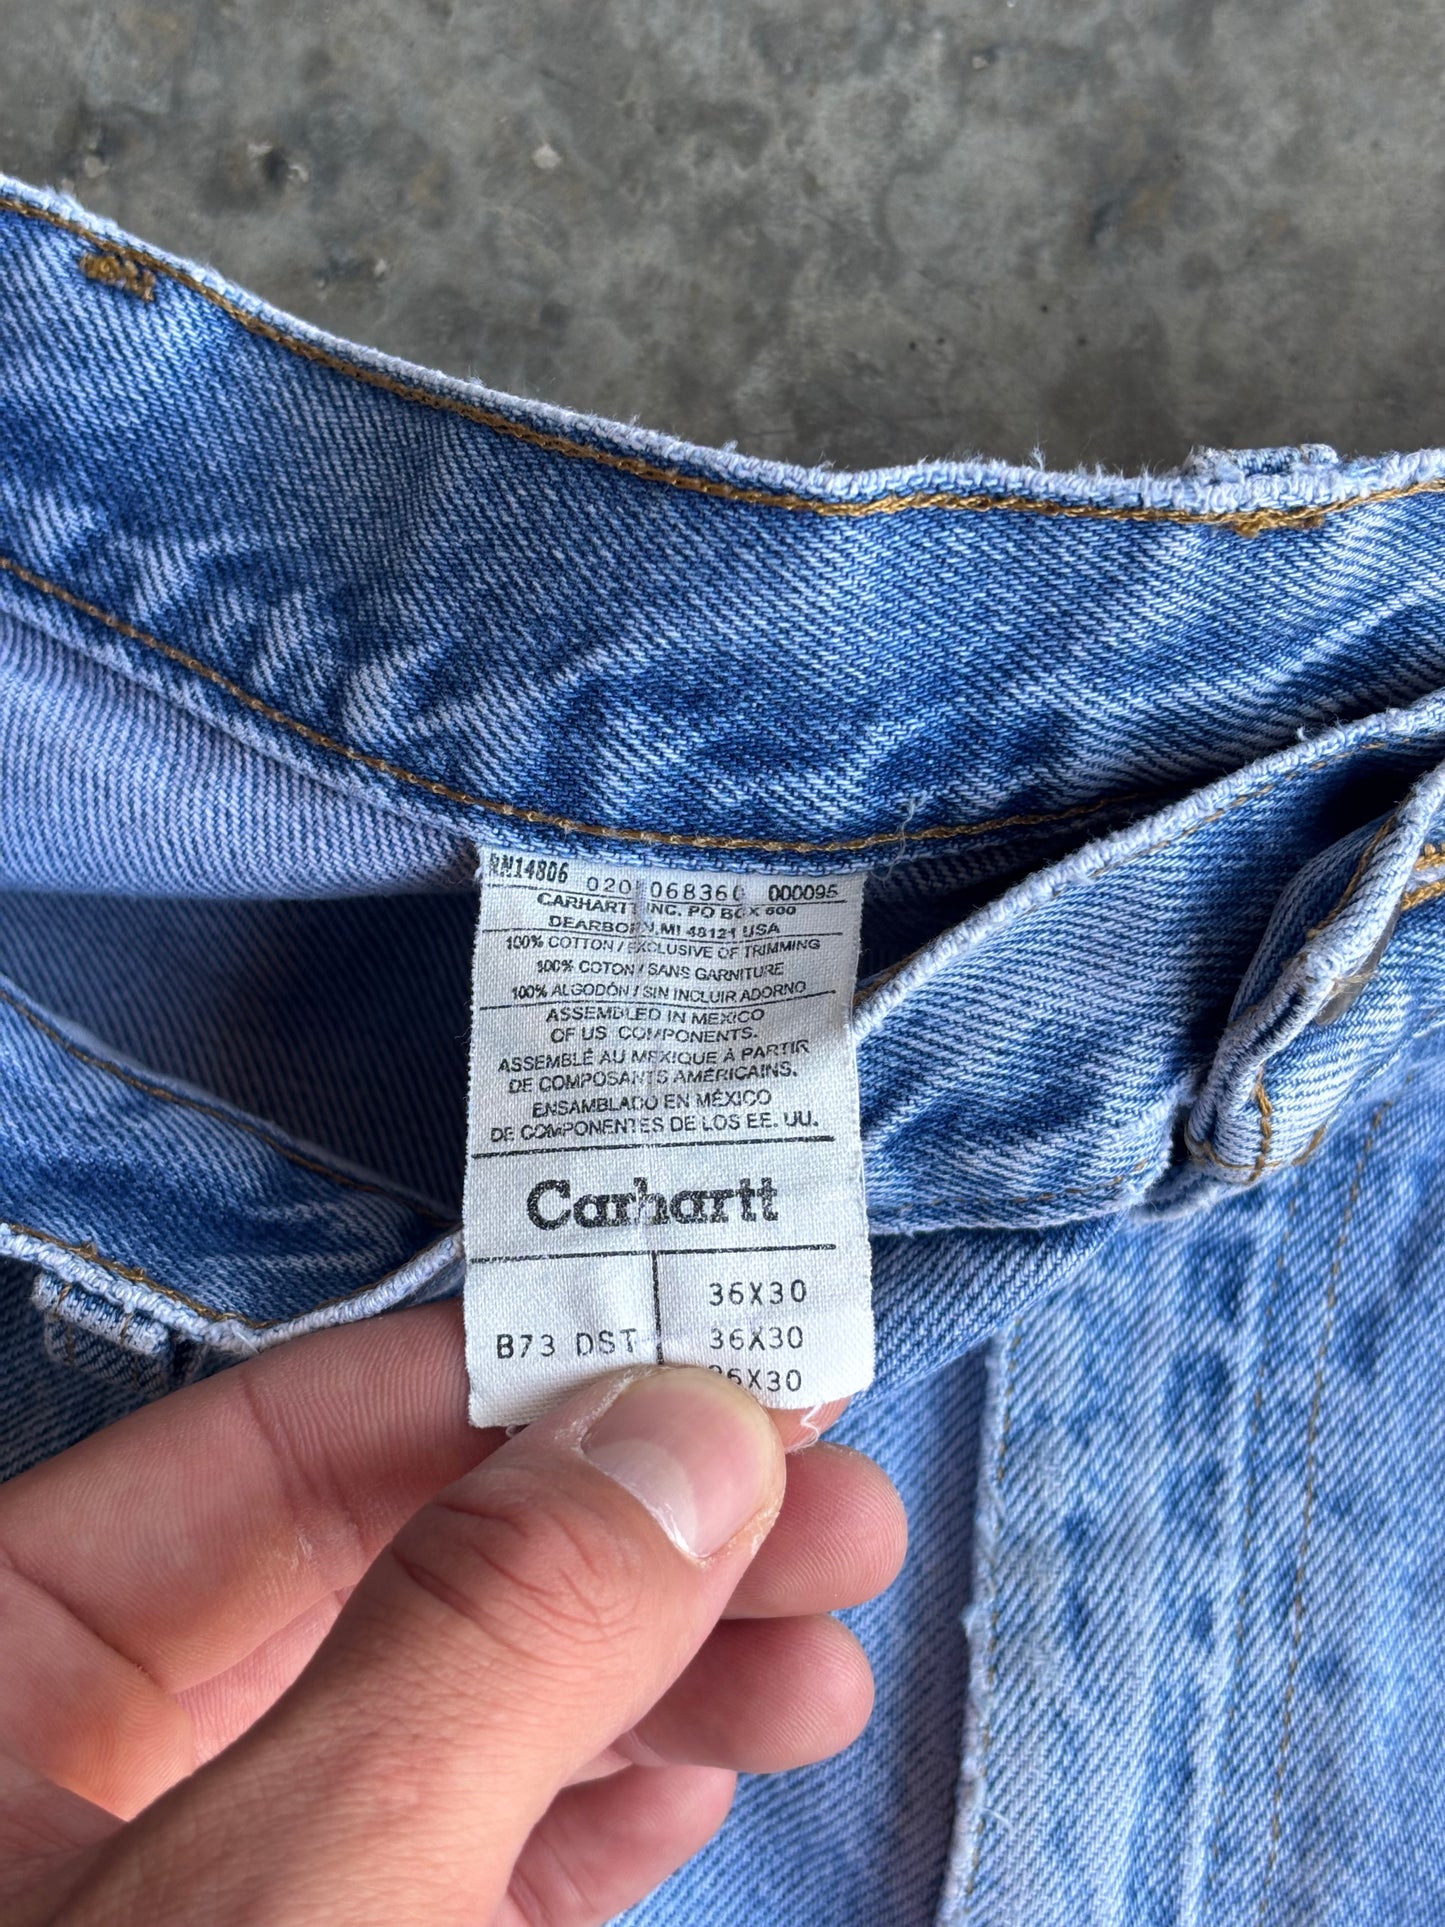 RN14806 020 068360 000095
CARHARTT INC. PO BOX 600
DEARBORN, MI 48121 USA
100% COTTON / EXCLUSIVE OF TRIMMING
100% COTON / SANS GARNITURE
100% ALGODÓN / SIN INCLUIR ADORNO
ASSEMBLED IN MEXICO
OF US COMPONENTS.
ASSEMBLÉ AU MEXIQUE À PARTIR
DE COMPOSANTS AMÉRICAINS.
ENSAMBLADO EN MÉXICO
DE COMPONENTES DE LOS EE. UU.
Carhartt
36X30
B73 DST 36X30
36X30